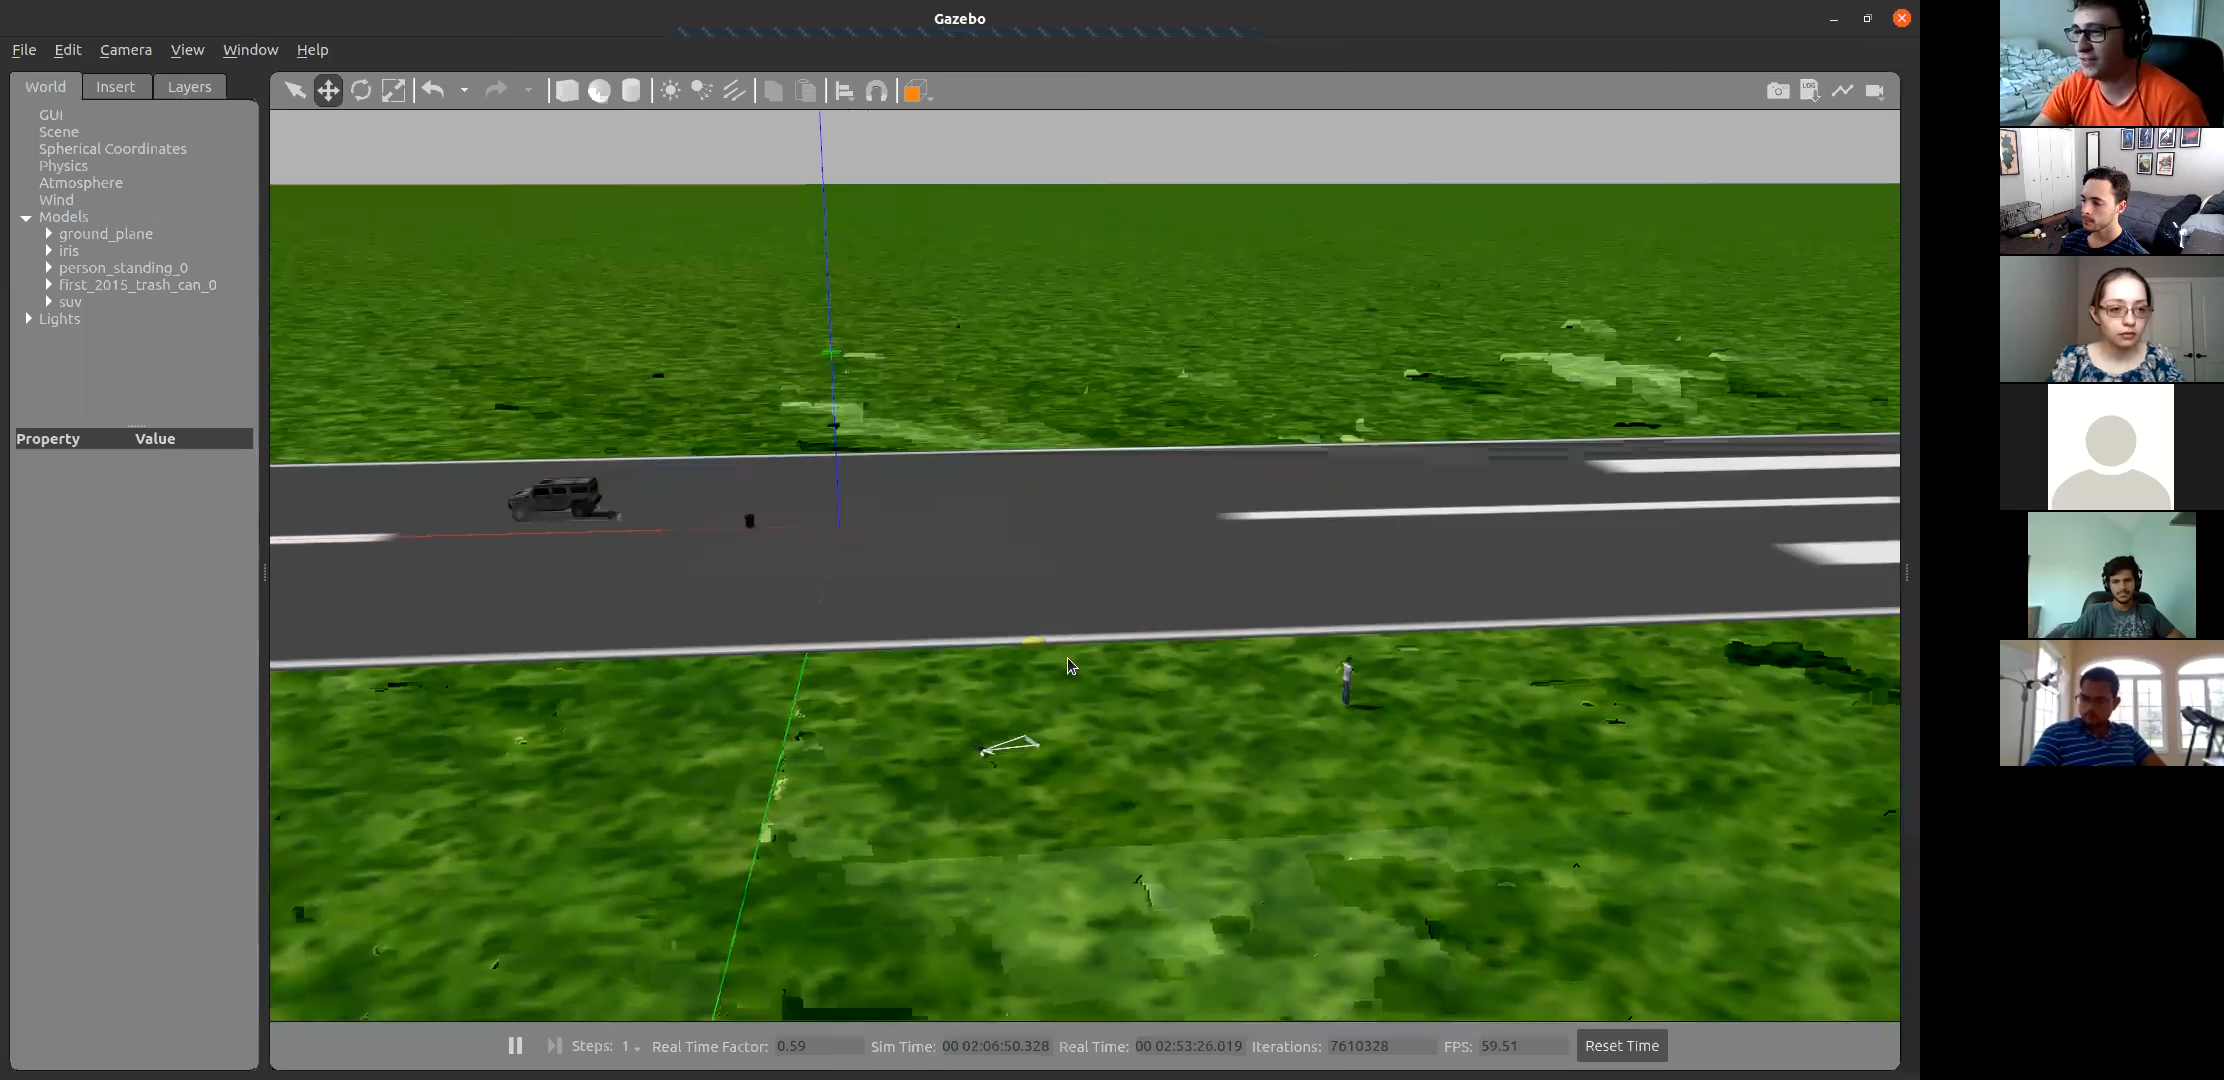 Gazebo
File Edit Camera View Window Help
World Insert Layers
GUI
Scene
Spherical Coordinates
Physics
Atmosphere
Wind
Models
ground_plane
iris
person_standing_0
first_2015_trash_can_0
suv
Lights
Property Value
LOG
Steps: 1 Real Time Factor: 0.59 Sim Time: 00 02:06:50.328 Real Time: 00 02:53:26.019 Iterations: 7610328 FPS: 59.51 Reset Time